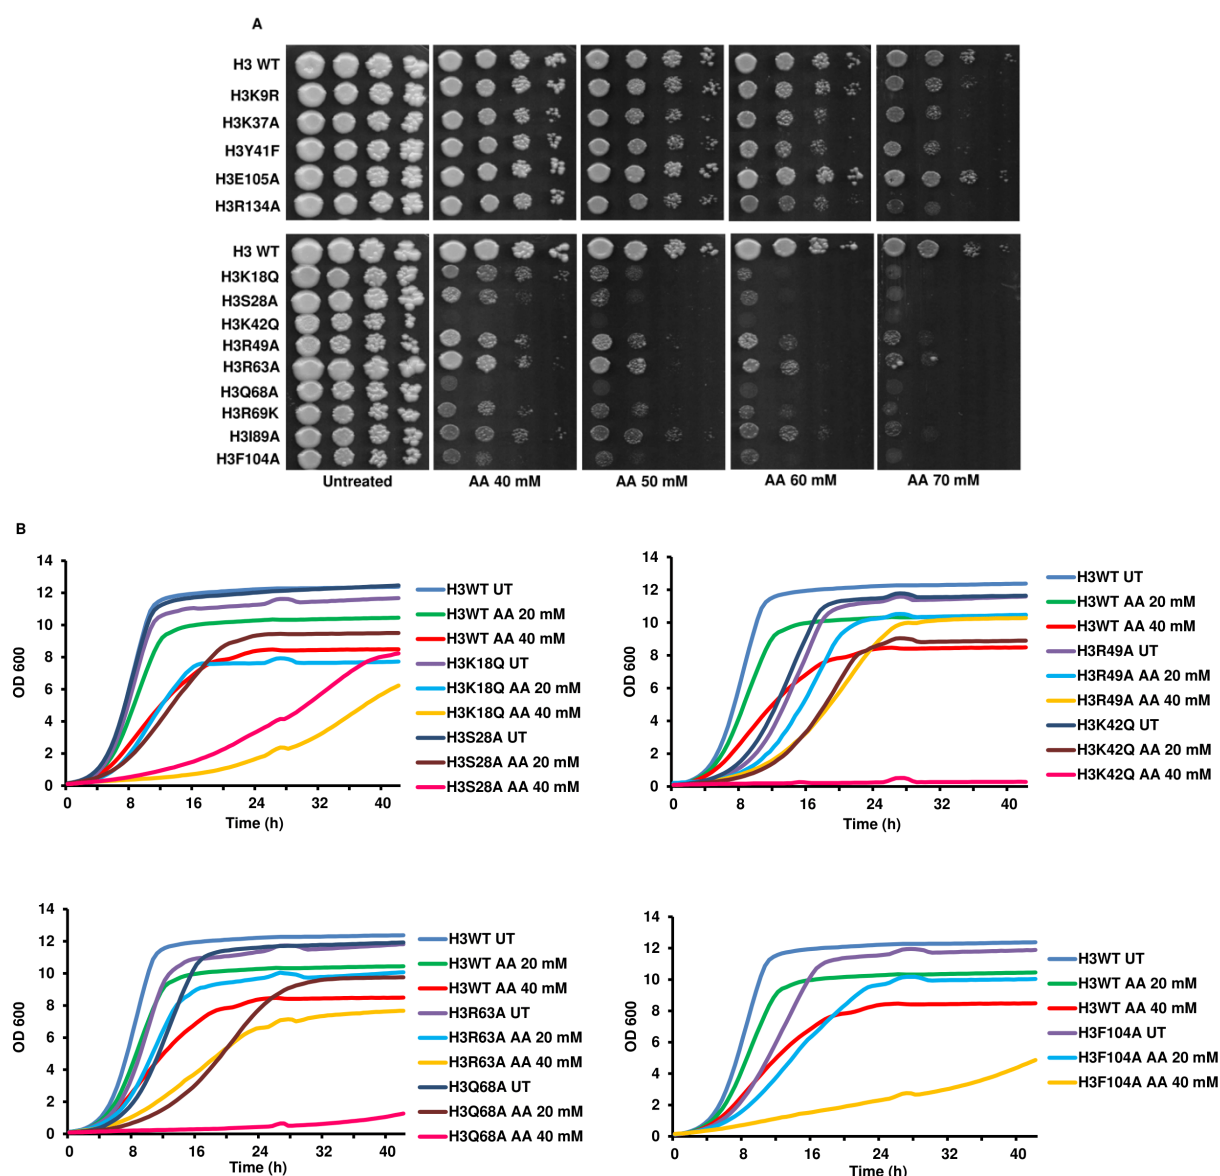 A
H3 WT
H3K9R
H3K37A
H3Y41F
H3E105A
H3R134A
H3 WT
H3K18Q
H3S28A
H3K42Q
H3R49A
H3R63A
H3Q68A
H3R69K
H3I89A
H3F104A
Untreated AA 40 mM AA 50 mM AA 60 mM AA 70 mM
B
14
12
10
8
6
4
2
0
OD 600
0 8 16 24 32 40
Time (h)
H3WT UT
H3WT AA 20 mM
H3WT AA 40 mM
H3K18Q UT
H3K18Q AA 20 mM
H3K18Q AA 40 mM
H3S28A UT
H3S28A AA 20 mM
H3S28A AA 40 mM
14
12
10
8
6
4
2
0
OD 600
0 8 16 24 32 40
Time (h)
H3WT UT
H3WT AA 20 mM
H3WT AA 40 mM
H3R49A UT
H3R49A AA 20 mM
H3R49A AA 40 mM
H3K42Q UT
H3K42Q AA 20 mM
H3K42Q AA 40 mM
14
12
10
8
6
4
2
0
OD 600
0 8 16 24 32 40
Time (h)
H3WT UT
H3WT AA 20 mM
H3WT AA 40 mM
H3R63A UT
H3R63A AA 20 mM
H3R63A AA 40 mM
H3Q68A UT
H3Q68A AA 20 mM
H3Q68A AA 40 mM
14
12
10
8
6
4
2
0
OD 600
0 8 16 24 32 40
Time (h)
H3WT UT
H3WT AA 20 mM
H3WT AA 40 mM
H3F104A UT
H3F104A AA 20 mM
H3F104A AA 40 mM